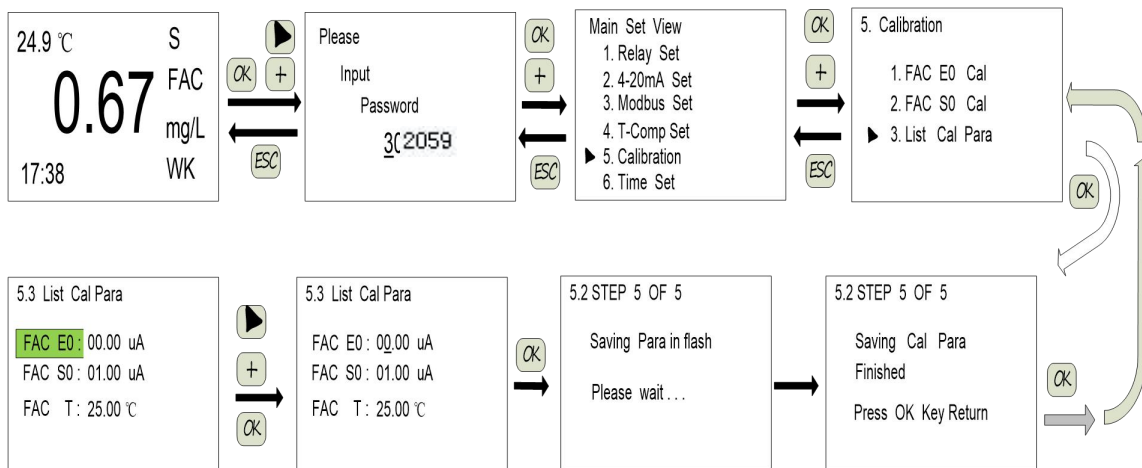 24.9 ℃ S
FAC
0.67
mg/L
17:38 WK
OK +
ESC
Please
Input
Password
3(2059
OK
+
ESC
Main Set View
1. Relay Set
2. 4-20mA Set
3. Modbus Set
4. T-Comp Set
5. Calibration
6. Time Set
OK
+
ESC
5. Calibration
1. FAC E0 Cal
2. FAC S0 Cal
3. List Cal Para
OK
5.3 List Cal Para
FAC E0 : 00.00 uA
FAC S0 : 01.00 uA
FAC T : 25.00 ℃
+
OK
5.3 List Cal Para
FAC E0 : 00.00 uA
FAC S0 : 01.00 uA
FAC T : 25.00 ℃
OK
5.2 STEP 5 OF 5
Saving Para in flash
Please wait . . .
5.2 STEP 5 OF 5
Saving Cal Para
Finished
Press OK Key Return
OK